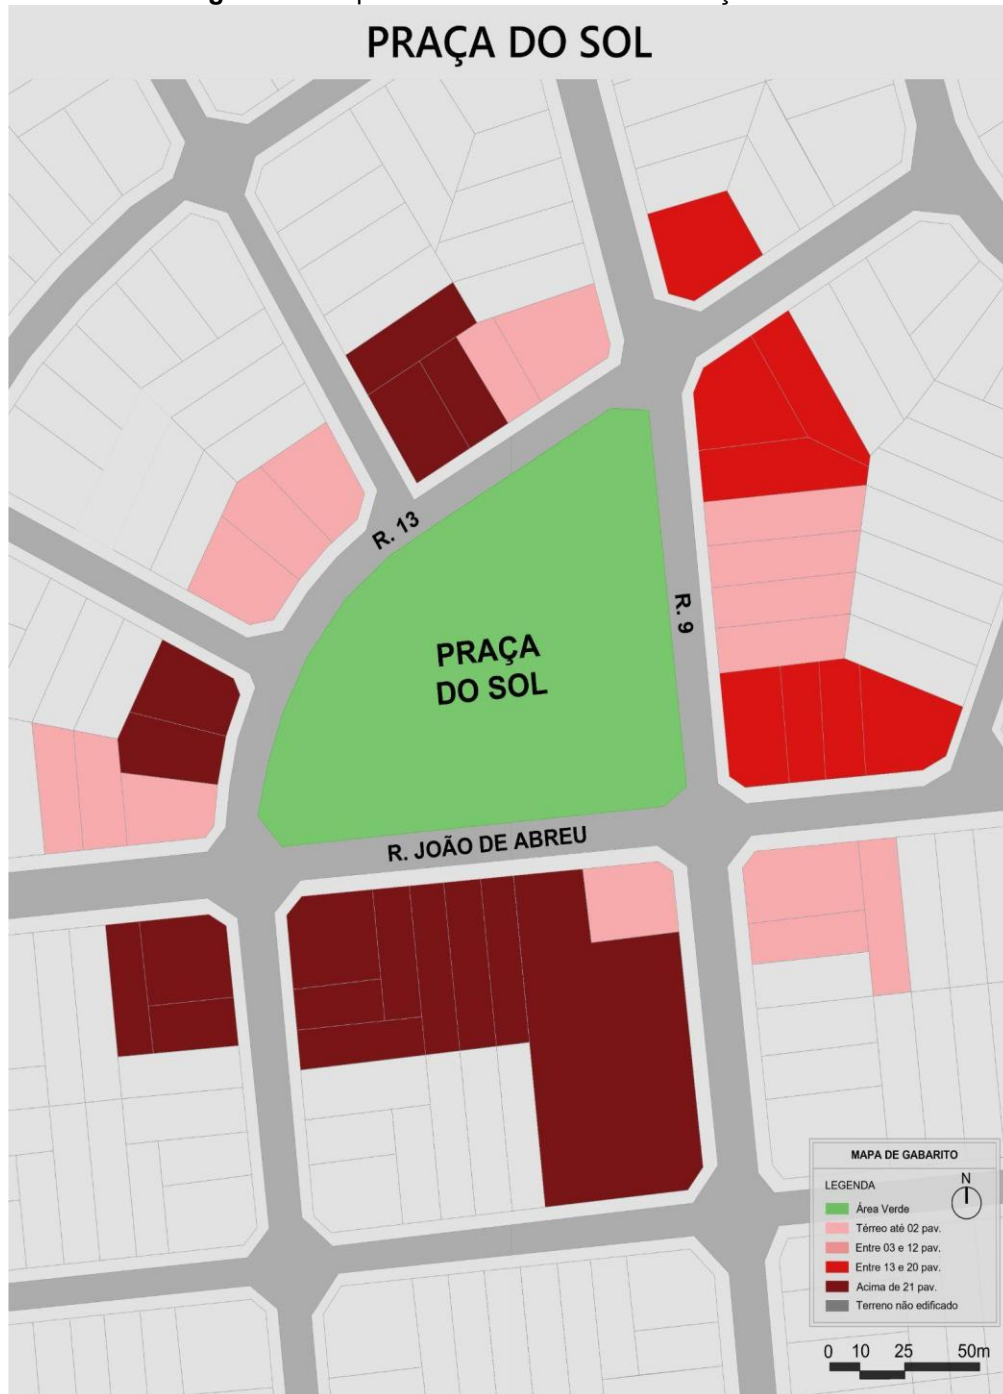 PRAÇA DO SOL
R. 13
R. 9
PRAÇA
DO SOL
R. JOÃO DE ABREU
MAPA DE GABARITO
LEGENDA
N
Área Verde
Térreo até 02 pav.
Entre 03 e 12 pav.
Entre 13 e 20 pav.
Acima de 21 pav.
Terreno não edificado
0 10 25 50m